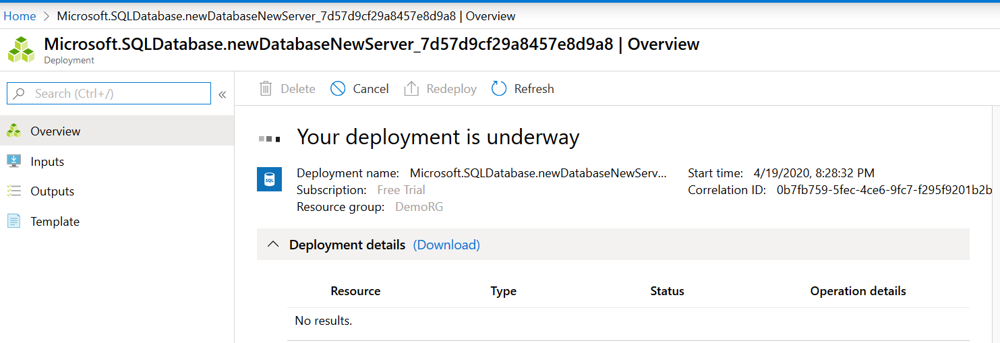 Home > Microsoft.SQLDatabase.newDatabaseNewServer_7d57d9cf29a8457e8d9a8 | Overview
Microsoft.SQLDatabase.newDatabaseNewServer_7d57d9cf29a8457e8d9a8 | Overview
Deployment
Search (Ctrl+/) «
Delete Cancel Redeploy Refresh
Overview
Inputs
Outputs
Template
Your deployment is underway
Deployment name: Microsoft.SQLDatabase.newDatabaseNewServ... Start time: 4/19/2020, 8:28:32 PM
SQL
Subscription: Free Trial Correlation ID: 0b7fb759-5fec-4ce6-9fc7-f295f9201b2b
Resource group: DemoRG
Deployment details (Download)
Resource Type Status Operation details
No results.